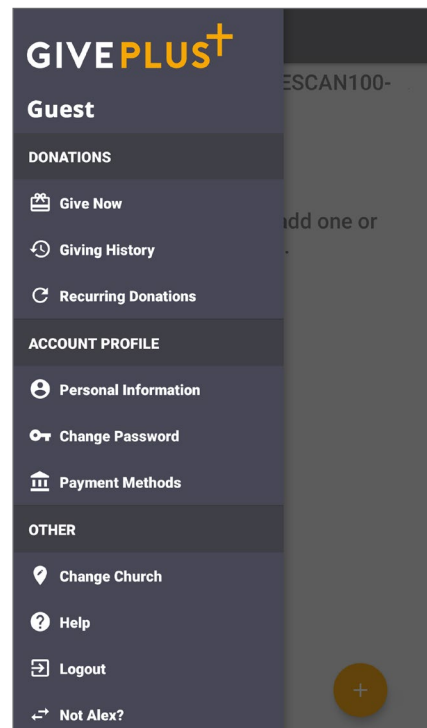 GIVEPLUS+
Guest
DONATIONS
Give Now
Giving History
Recurring Donations
ACCOUNT PROFILE
Personal Information
Change Password
Payment Methods
OTHER
Change Church
Help
Logout
Not Alex?
ESCAN100-
add one or
+